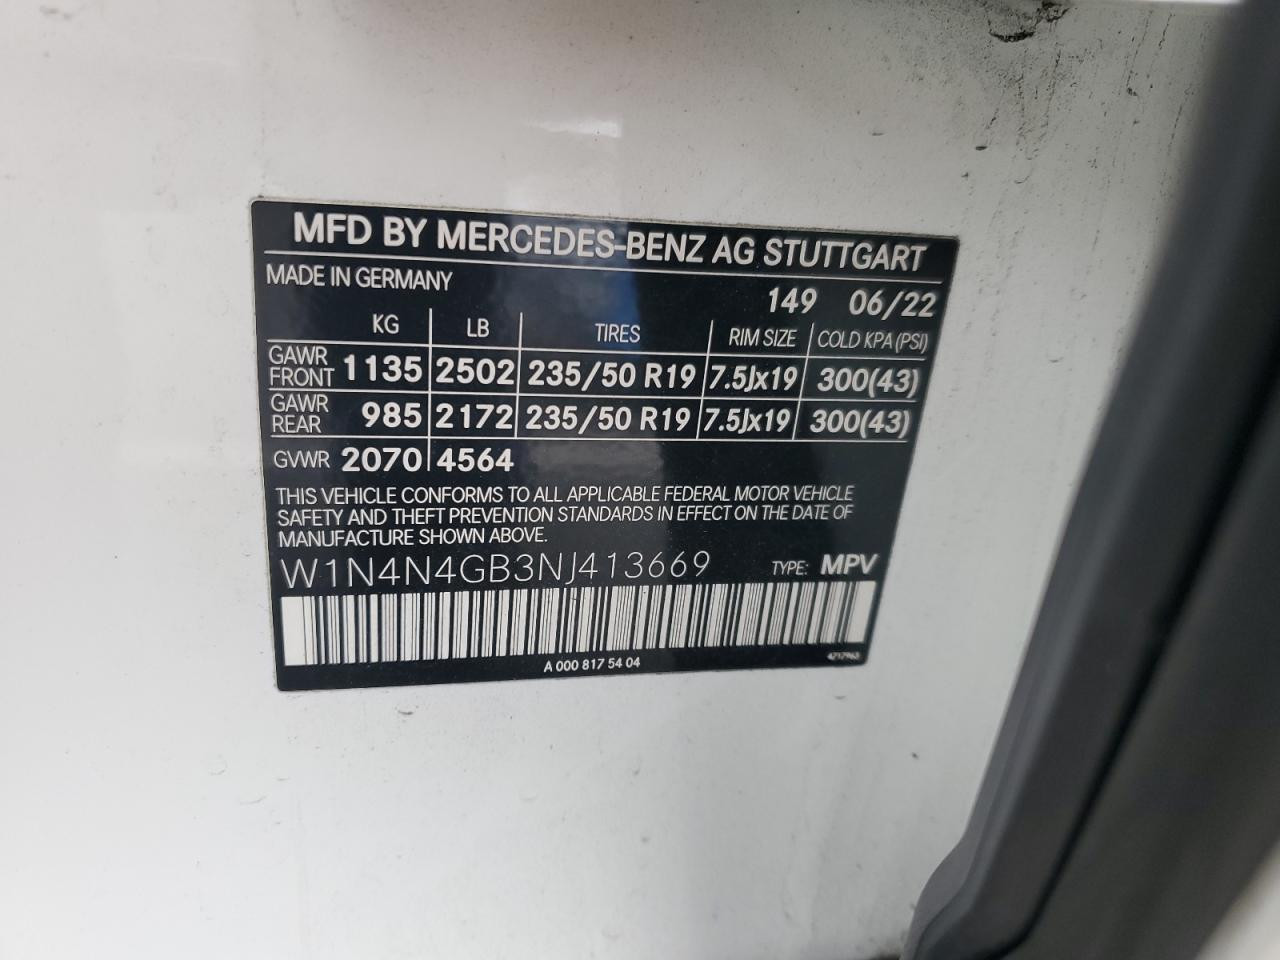 MFD BY MERCEDES-BENZ AG STUTTGART
MADE IN GERMANY
149 06/22
KG LB TIRES RIM SIZE COLD KPA (PSI)
GAWR FRONT 1135 2502 235/50 R19 7.5Jx19 300(43)
GAWR REAR 985 2172 235/50 R19 7.5Jx19 300(43)
GVWR 2070 4564
THIS VEHICLE CONFORMS TO ALL APPLICABLE FEDERAL MOTOR VEHICLE
SAFETY AND THEFT PREVENTION STANDARDS IN EFFECT ON THE DATE OF
MANUFACTURE SHOWN ABOVE.
W1N4N4GB3NJ413669 TYPE: MPV
A 000 817 54 04